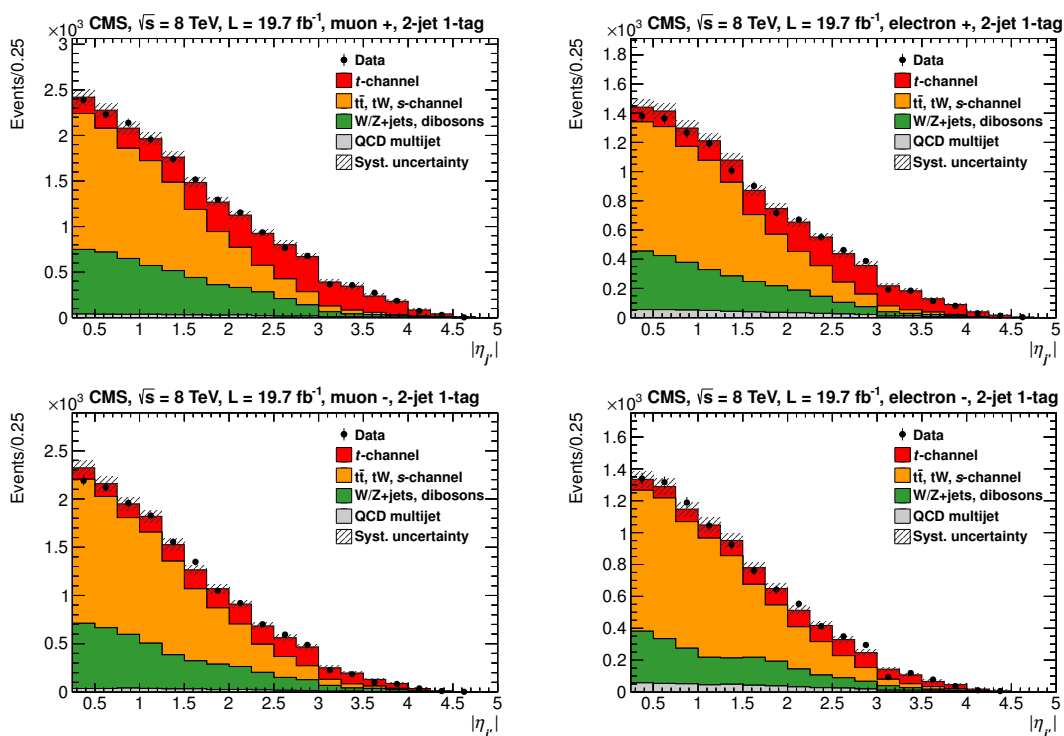 CMS, √s = 8 TeV, L = 19.7 fb⁻¹, muon +, 2-jet 1-tag
×10³
Events/0.25
3
2.5
2
1.5
1
0.5
0
Data
t-channel
tt̄, tW, s-channel
W/Z+jets, dibosons
QCD multijet
Syst. uncertainty
0.5 1 1.5 2 2.5 3 3.5 4 4.5 5
|ηj'|
CMS, √s = 8 TeV, L = 19.7 fb⁻¹, electron +, 2-jet 1-tag
×10³
Events/0.25
1.8
1.6
1.4
1.2
1
0.8
0.6
0.4
0.2
0
Data
t-channel
tt̄, tW, s-channel
W/Z+jets, dibosons
QCD multijet
Syst. uncertainty
0.5 1 1.5 2 2.5 3 3.5 4 4.5 5
|ηj'|
CMS, √s = 8 TeV, L = 19.7 fb⁻¹, muon -, 2-jet 1-tag
×10³
Events/0.25
2.5
2
1.5
1
0.5
0
Data
t-channel
tt̄, tW, s-channel
W/Z+jets, dibosons
QCD multijet
Syst. uncertainty
0.5 1 1.5 2 2.5 3 3.5 4 4.5 5
|ηj'|
CMS, √s = 8 TeV, L = 19.7 fb⁻¹, electron -, 2-jet 1-tag
×10³
Events/0.25
1.6
1.4
1.2
1
0.8
0.6
0.4
0.2
0
Data
t-channel
tt̄, tW, s-channel
W/Z+jets, dibosons
QCD multijet
Syst. uncertainty
0.5 1 1.5 2 2.5 3 3.5 4 4.5 5
|ηj'|